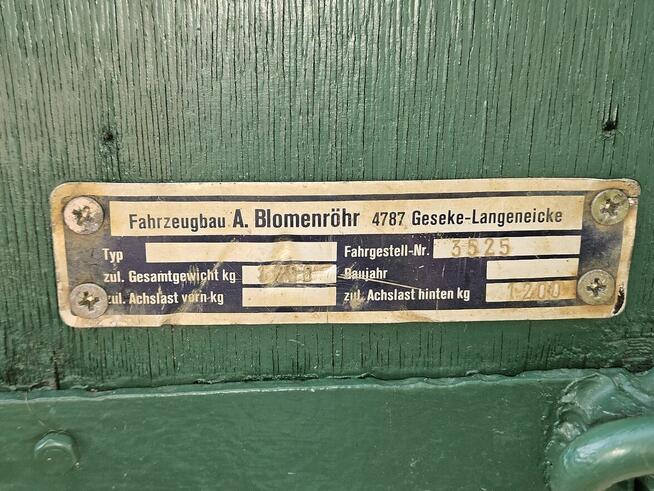 Fahrzeugbau A. Blomenröhr 4787 Geseke-Langeneicke
Typ Fahrgestell-Nr. 3525
zul. Gesamtgewicht kg Baujahr
zul. Achslast vorn kg zul. Achslast hinten kg 1200